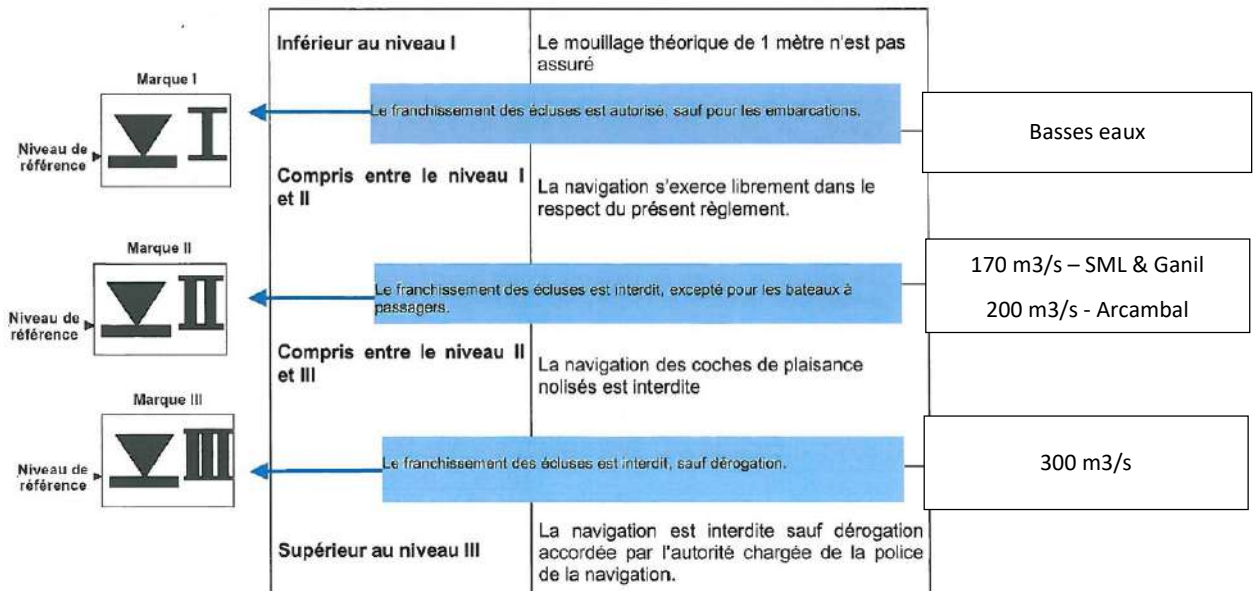 Inférieur au niveau I
Le mouillage théorique de 1 mètre n'est pas
assuré
Marque I
I
Niveau de
référence
Le franchissement des écluses est autorisé, sauf pour les embarcations.
Basses eaux
Compris entre le niveau I
et II
La navigation s'exerce librement dans le
respect du présent règlement.
Marque II
II
Niveau de
référence
Le franchissement des écluses est interdit, excepté pour les bateaux à
passagers.
170 m3/s – SML & Ganil
200 m3/s - Arcambal
Compris entre le niveau II
et III
La navigation des coches de plaisance
nolisés est interdite
Marque III
III
Niveau de
référence
Le franchissement des écluses est interdit, sauf dérogation.
300 m3/s
Supérieur au niveau III
La navigation est interdite sauf dérogation
accordée par l'autorité chargée de la police
de la navigation.